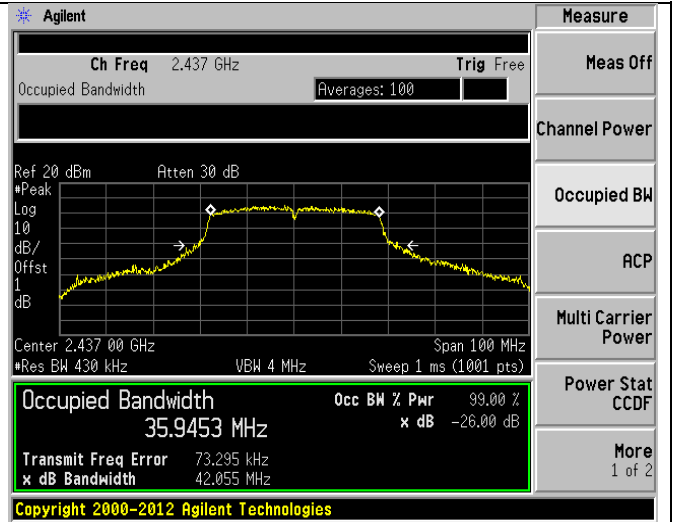 Agilent
Measure
Ch Freq 2.437 GHz Trig Free
Meas Off
Occupied Bandwidth Averages: 100
Channel Power
Ref 20 dBm Atten 30 dB
#Peak
Log
10
dB/
Offst
1
dB
Occupied BW
ACP
Multi Carrier
Power
Center 2.437 00 GHz Span 100 MHz
#Res BW 430 kHz VBW 4 MHz Sweep 1 ms (1001 pts)
Occupied Bandwidth Occ BW % Pwr 99.00 %
35.9453 MHz x dB -26.00 dB
Power Stat
CCDF
Transmit Freq Error 73.295 kHz
x dB Bandwidth 42.055 MHz
More
1 of 2
Copyright 2000-2012 Agilent Technologies